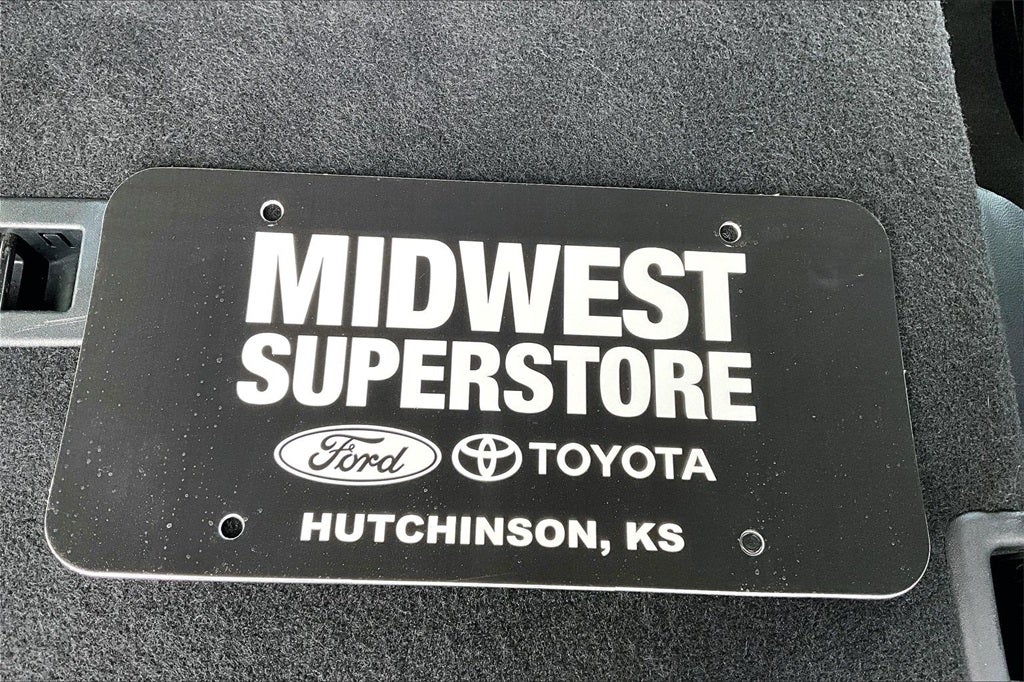 MIDWEST
SUPERSTORE
Ford TOYOTA
HUTCHINSON, KS